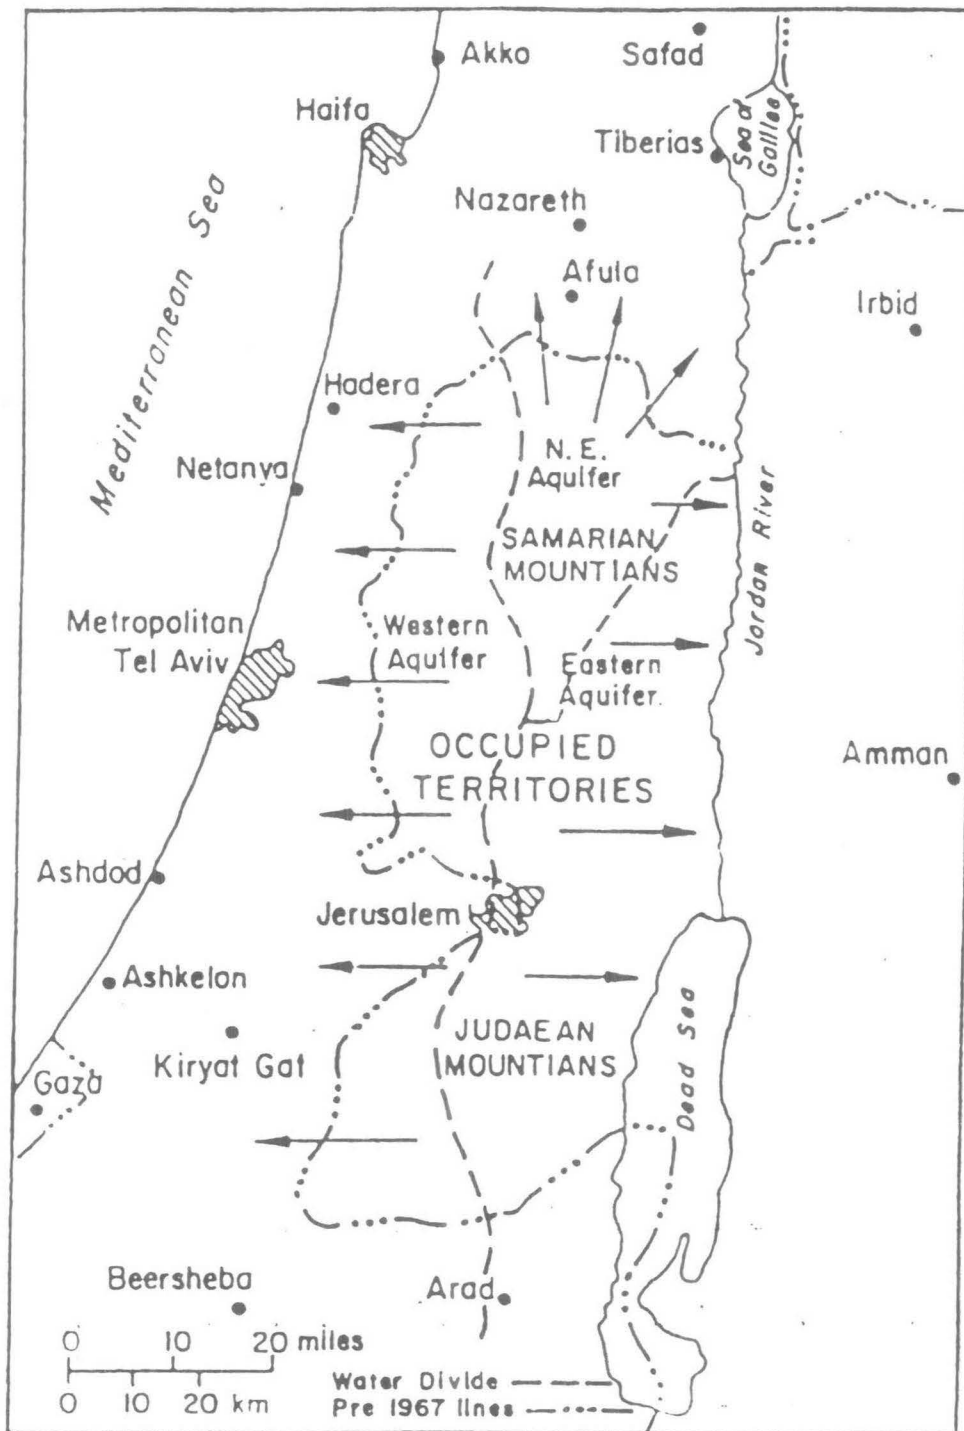 Akko
Safad
Haifa
Tiberias
Sea of
Galilee
Mediterranean Sea
Nazareth
Afula
Irbid
Hadera
N.E.
Aquifer
Netanya
SAMARIAN
MOUNTIANS
Jordan River
Metropolitan
Tel Aviv
Western
Aquifer
Eastern
Aquifer.
OCCUPIED
TERRITORIES
Amman
Ashdod
Jerusalem
Ashkelon
Kiryat Gat
JUDAEAN
MOUNTIANS
Dead Sea
Gaza
Beersheba
Arad
0 10 20 miles
0 10 20 km
Water Divide
Pre 1967 lines